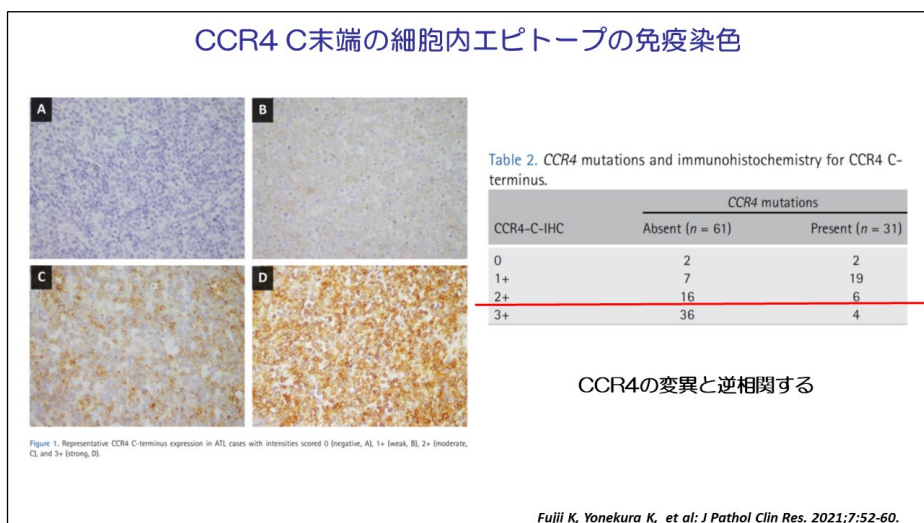 CCR4 C末端の細胞内エピトープの免疫染色
A
B
C
D
Figure 1. Representative CCR4 C-terminus expression in ATL cases with intensities scored 0 (negative, A), 1+ (weak, B), 2+ (moderate,
C), and 3+ (strong, D).
Table 2. CCR4 mutations and immunohistochemistry for CCR4 C-
terminus.
CCR4 mutations
CCR4-C-IHC Absent (n = 61) Present (n = 31)
0 2 2
1+ 7 19
2+ 16 6
3+ 36 4
CCR4の変異と逆相関する
Fujii K, Yonekura K, et al: J Pathol Clin Res. 2021;7:52-60.